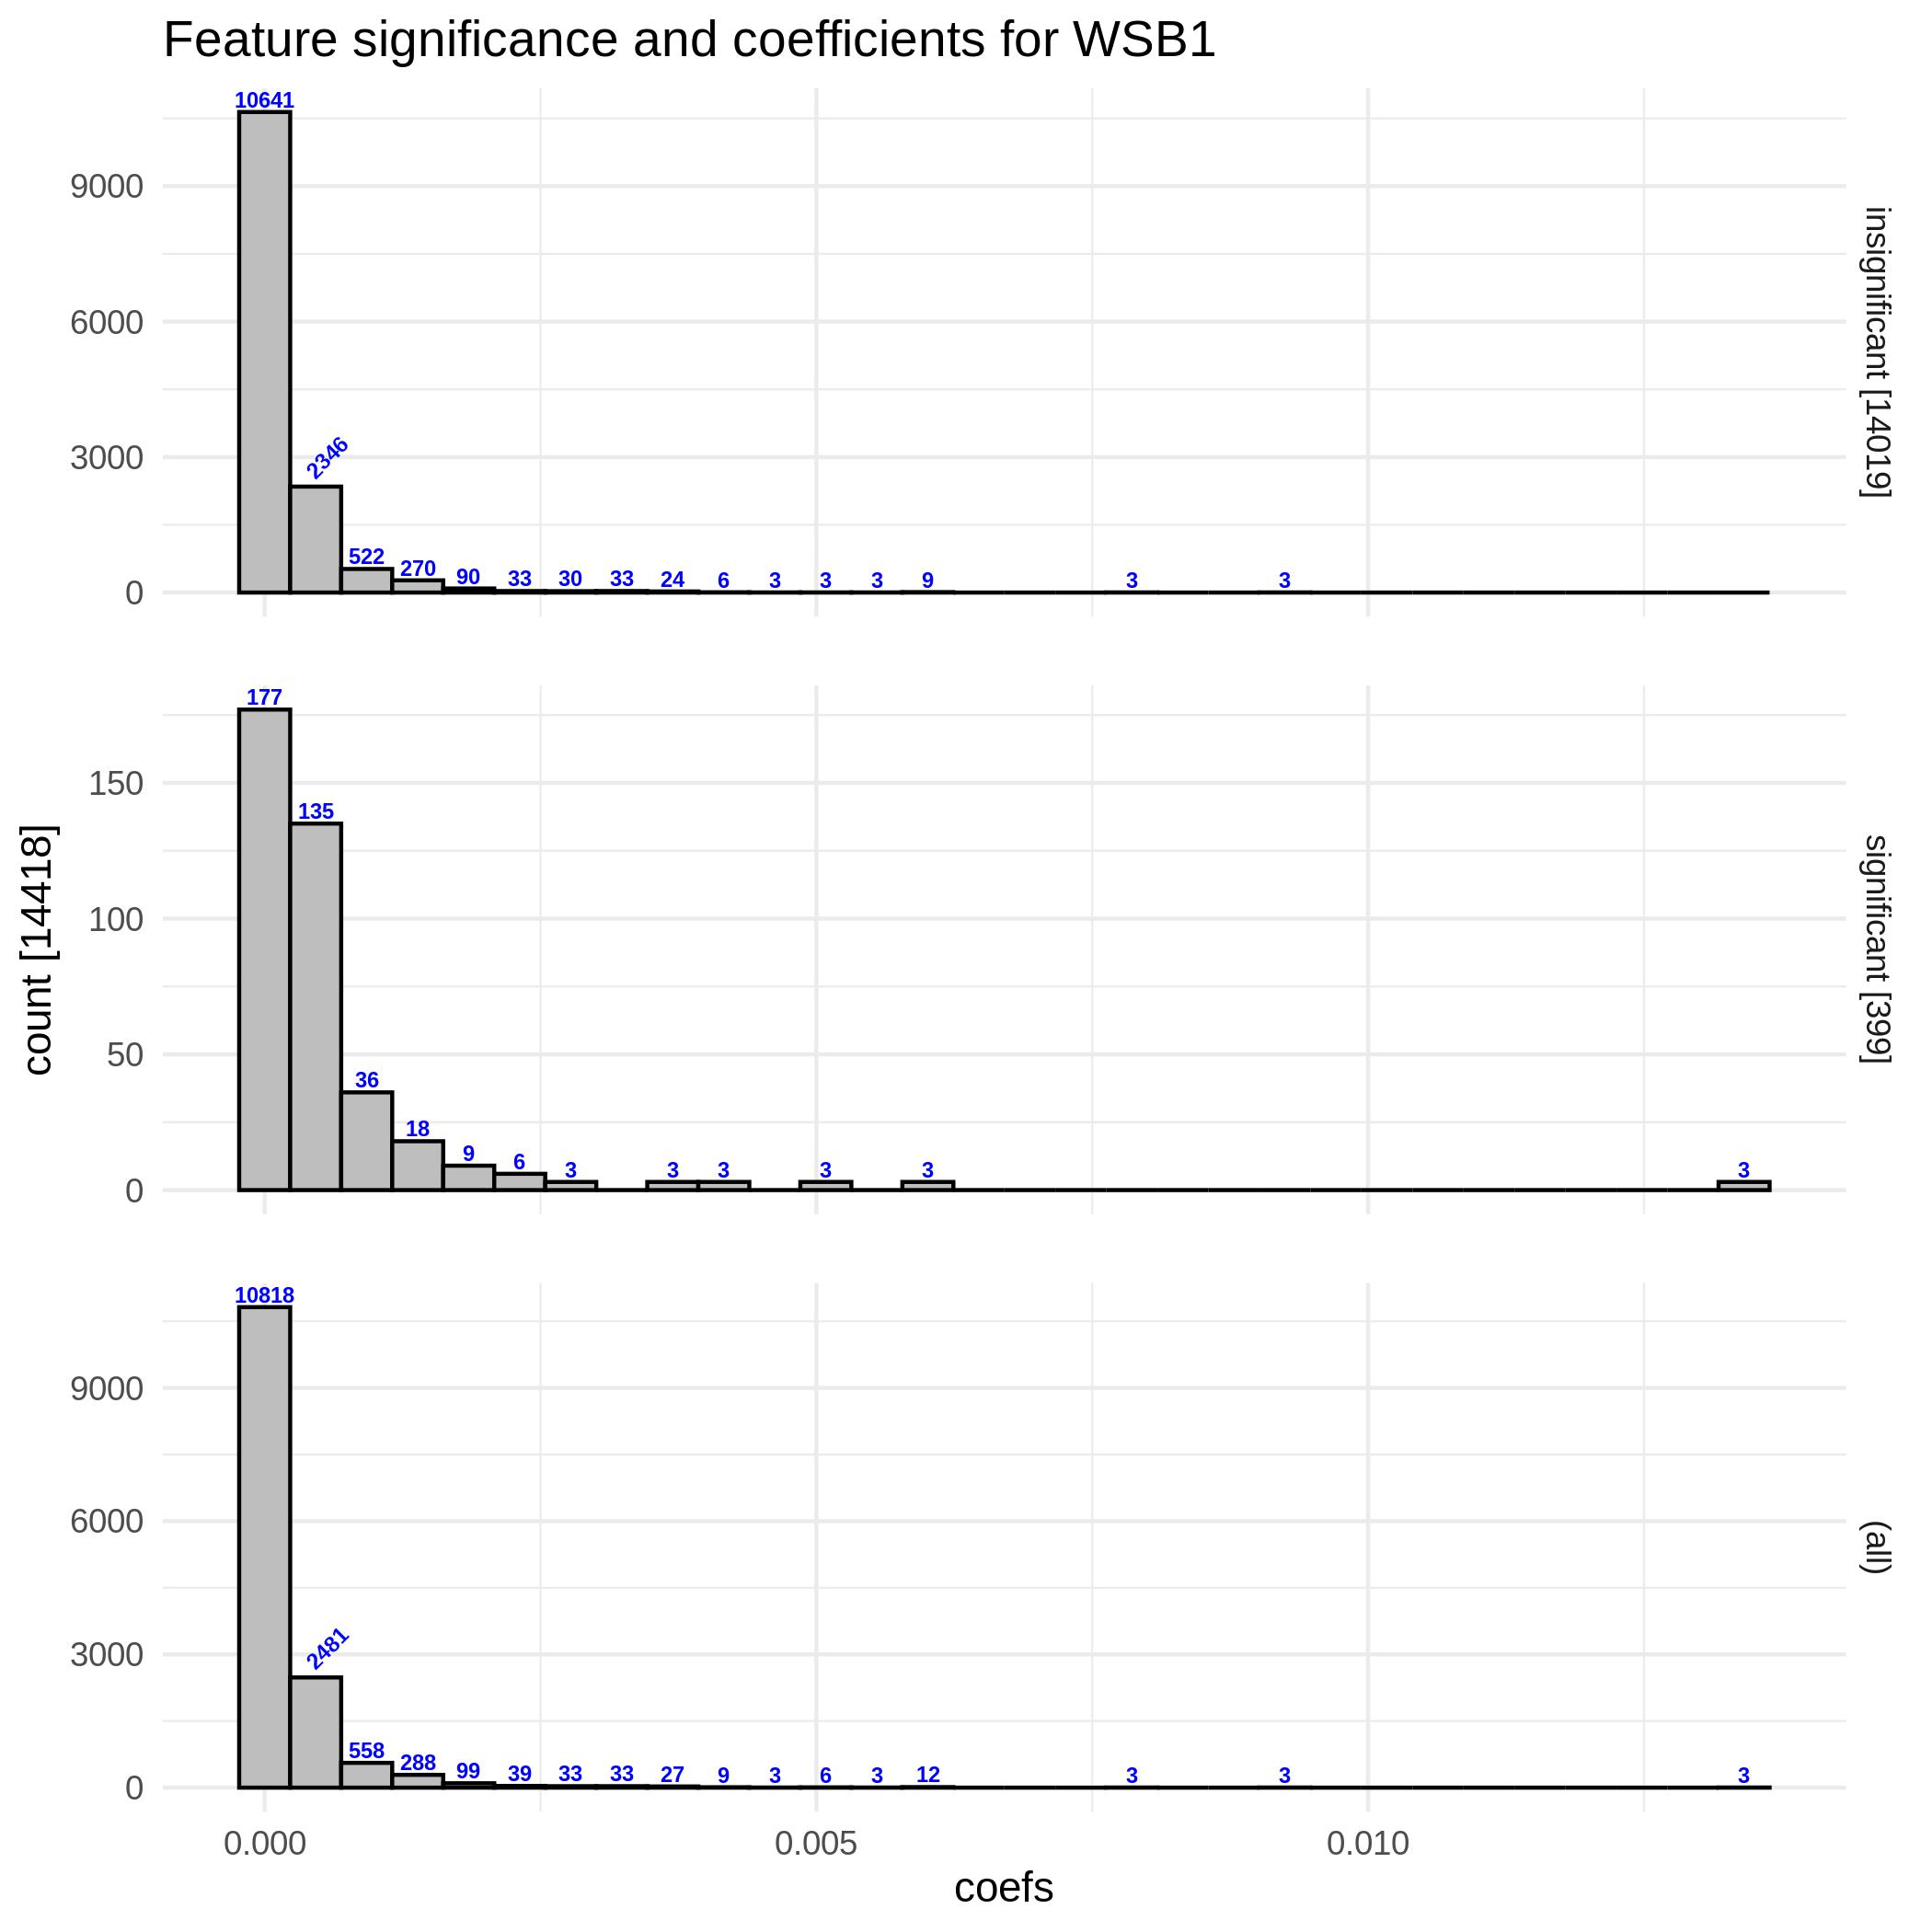 Feature significance and coefficients for WSB1
count [14418]
10641
9000
6000
3000
0
2346
522 270 90 33 30 33 24 6 3 3 3 9 3 3
insignificant [14019]
177
150
100
50
0
135
36
18
9 6 3 3 3 3 3 3
significant [399]
10818
9000
6000
3000
0
2481
558 288 99 39 33 33 27 9 3 6 3 12 3 3 3
(all)
0.000 0.005 0.010
coefs